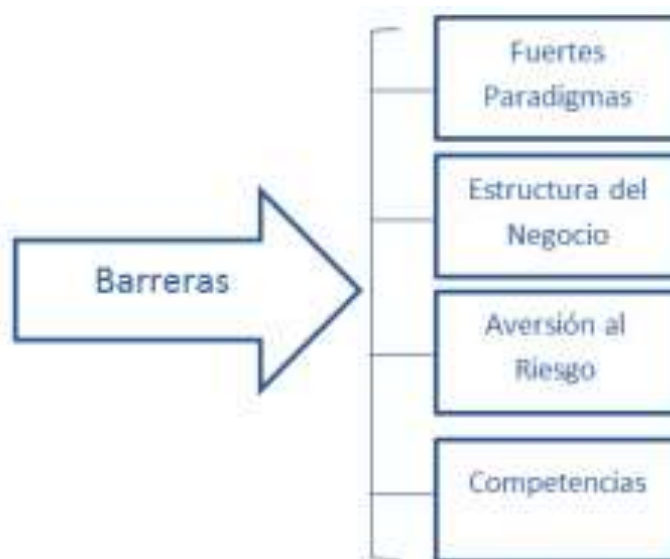 Barreras
Fuertes
Paradigmas
Estructura del
Negocio
Aversión al
Riesgo
Competencias